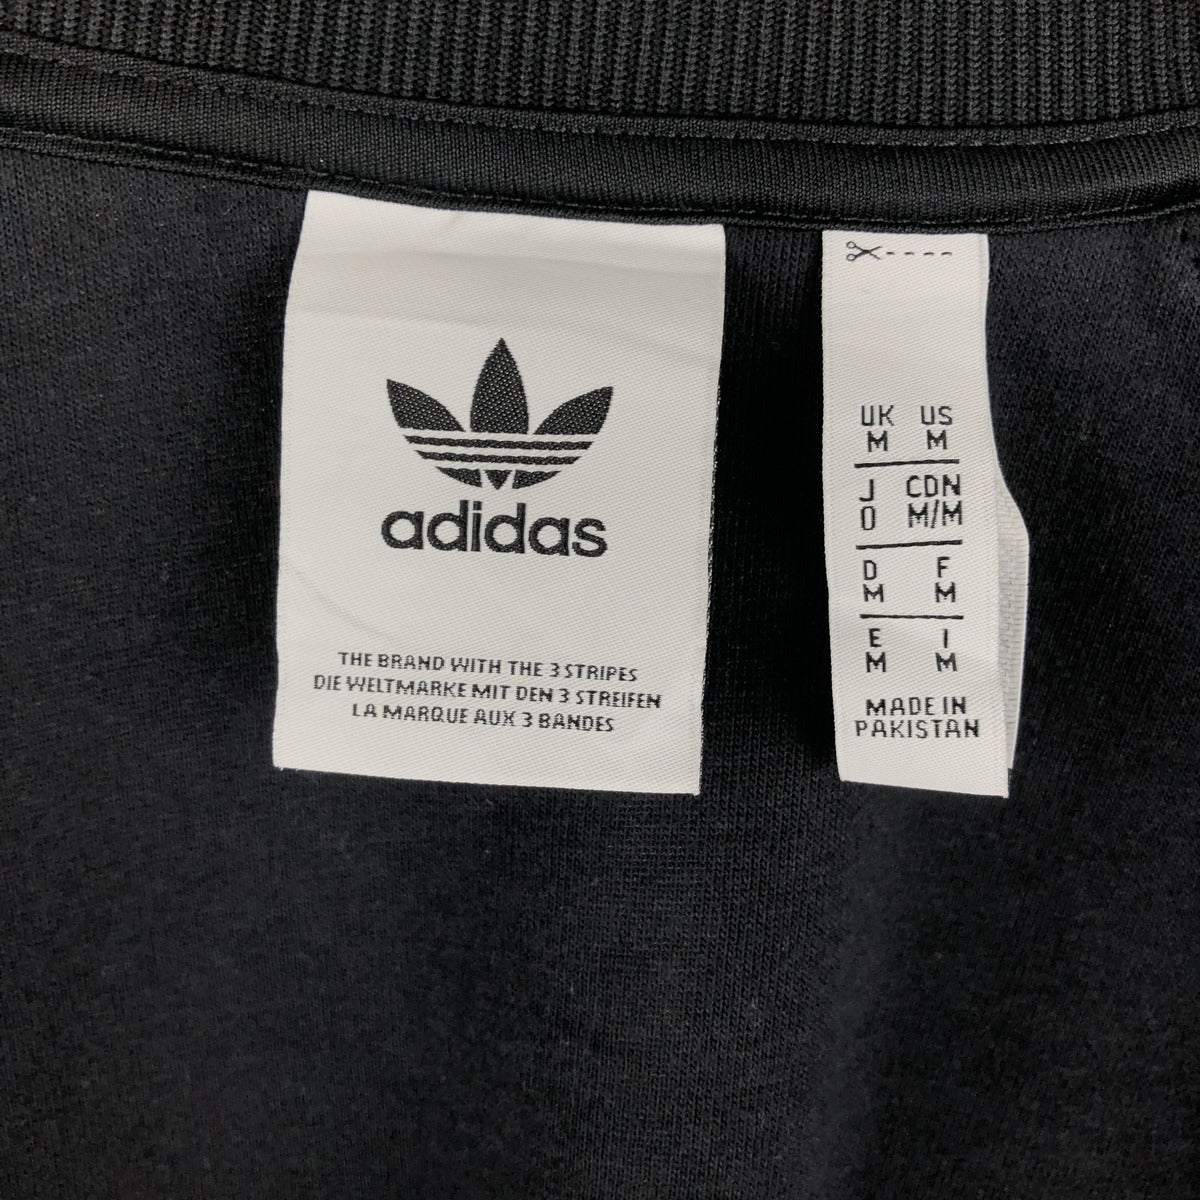 adidas
THE BRAND WITH THE 3 STRIPES
DIE WELTMARKE MIT DEN 3 STREIFEN
LA MARQUE AUX 3 BANDES
UK US
M M
J CDN
O M/M
D F
M M
E I
M M
MADE IN
PAKISTAN